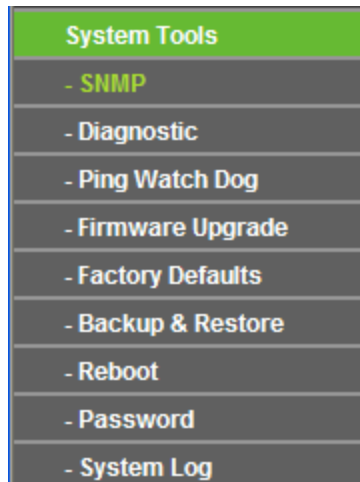 System Tools
- SNMP
- Diagnostic
- Ping Watch Dog
- Firmware Upgrade
- Factory Defaults
- Backup & Restore
- Reboot
- Password
- System Log